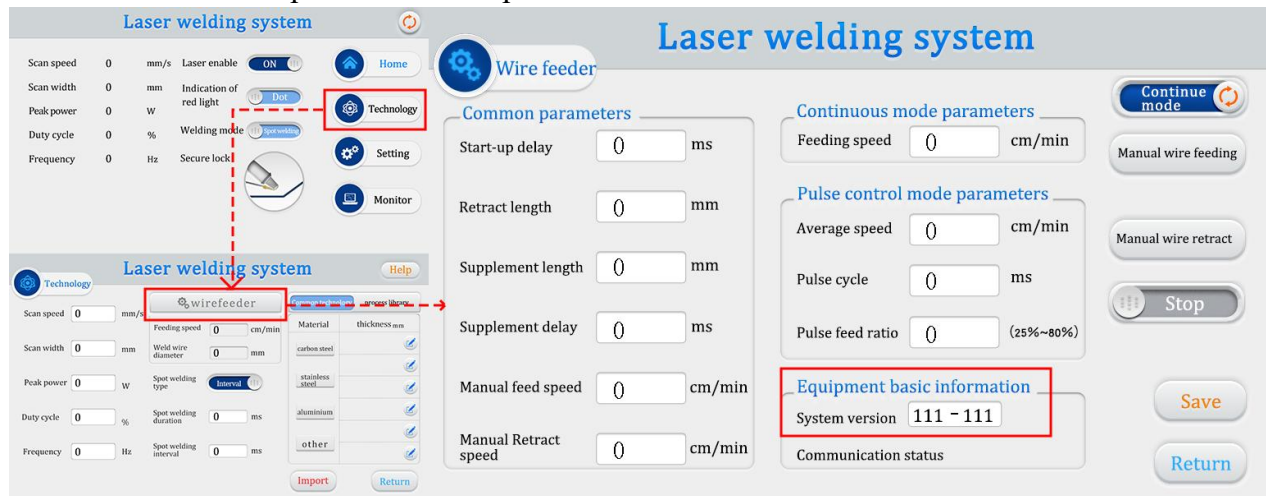 Laser welding system
Scan speed 0 mm/s Laser enable ON
Home
Scan width 0 mm Indication of red light Dot
Peak power 0 W
Technology
Duty cycle 0 % Welding mode Spot welding
Frequency 0 Hz Secure lock
Setting
Monitor
Technology
Laser welding system
Help
wirefeeder
Common technology process library
Scan speed 0 mm/s
Feeding speed 0 cm/min
Material thickness mm
Scan width 0 mm
Weld wire diameter 0 mm
carbon steel
Peak power 0 W
Spot welding type Interval
stainless steel
Duty cycle 0 %
Spot welding duration 0 ms
aluminium
Frequency 0 Hz
Spot welding interval 0 ms
other
Import
Return
Laser welding system
Wire feeder
Common parameters
Start-up delay 0 ms
Retract length 0 mm
Supplement length 0 mm
Supplement delay 0 ms
Manual feed speed 0 cm/min
Manual Retract speed 0 cm/min
Continuous mode parameters
Feeding speed 0 cm/min
Pulse control mode parameters
Average speed 0 cm/min
Pulse cycle 0 ms
Pulse feed ratio 0 (25%~80%)
Equipment basic information
System version 111-111
Communication status
Continue mode
Manual wire feeding
Manual wire retract
Stop
Save
Return